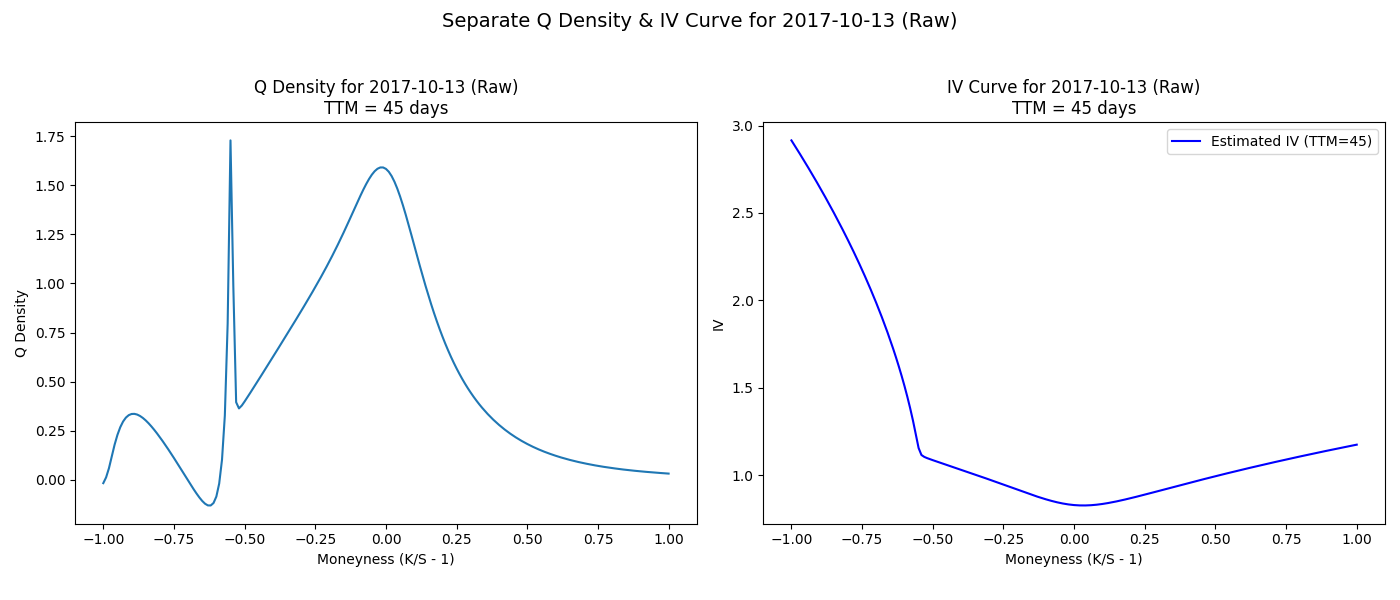 Separate Q Density & IV Curve for 2017-10-13 (Raw)
Q Density for 2017-10-13 (Raw)
TTM = 45 days
1.75
1.50
1.25
1.00
0.75
0.50
0.25
0.00
Q Density
−1.00 −0.75 −0.50 −0.25 0.00 0.25 0.50 0.75 1.00
Moneyness (K/S - 1)
IV Curve for 2017-10-13 (Raw)
TTM = 45 days
Estimated IV (TTM=45)
3.0
2.5
2.0
1.5
1.0
IV
−1.00 −0.75 −0.50 −0.25 0.00 0.25 0.50 0.75 1.00
Moneyness (K/S - 1)